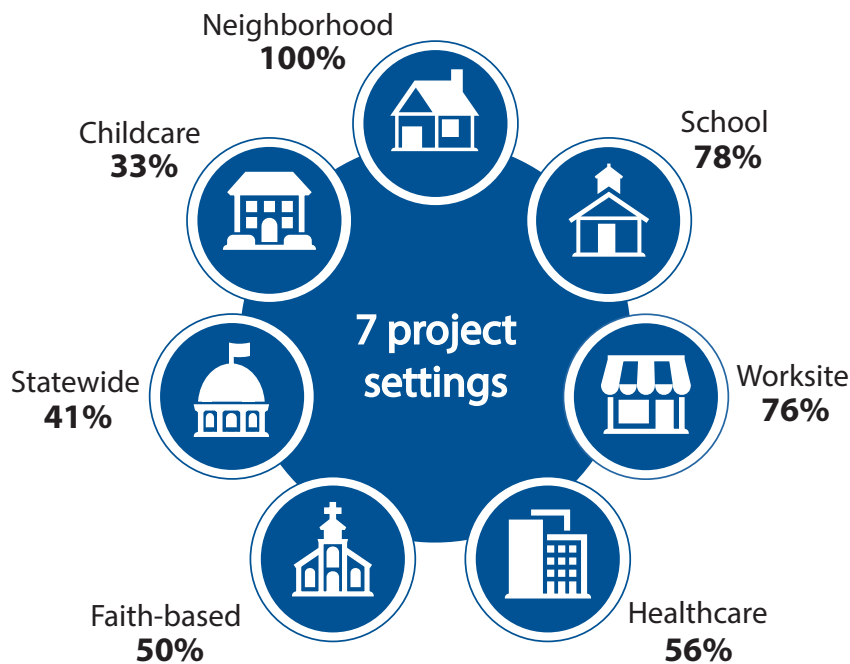 Neighborhood
100%
School
78%
Worksite
76%
Healthcare
56%
Faith-based
50%
Statewide
41%
Childcare
33%
7 project
settings